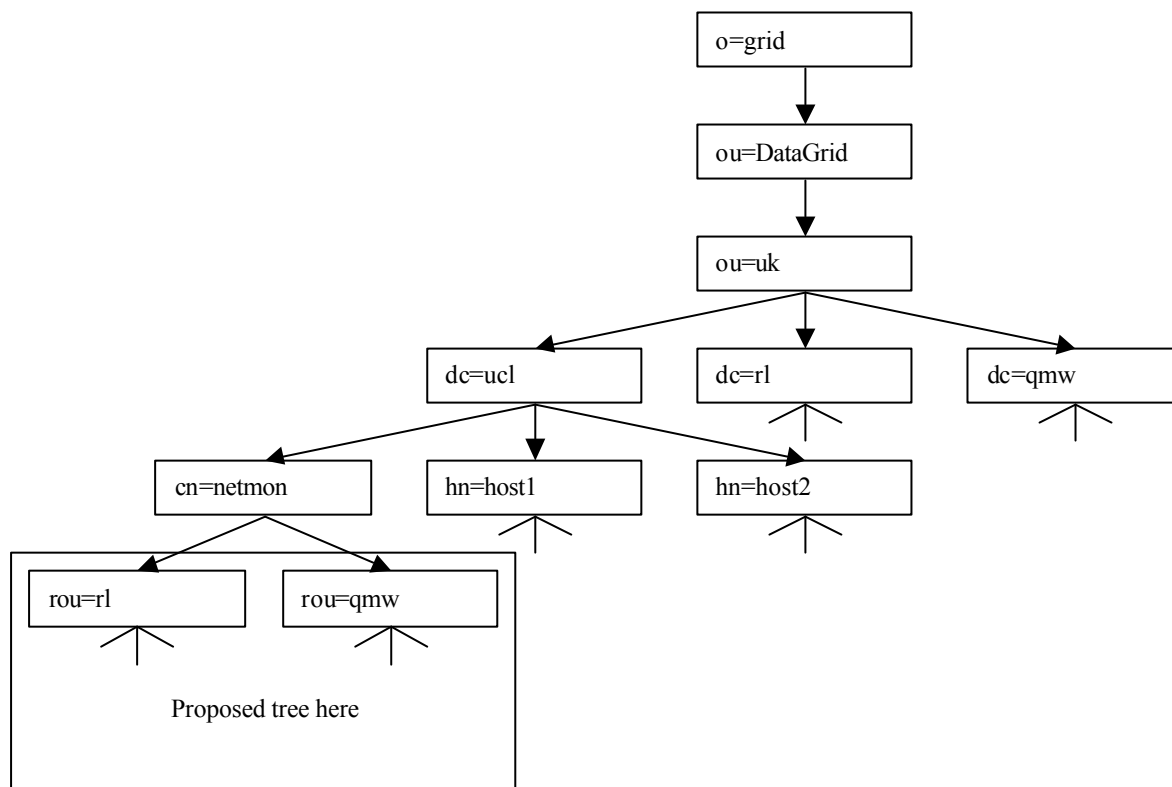 o=grid
ou=DataGrid
ou=uk
dc=ucl
dc=rl
dc=qmw
cn=netmon
hn=host1
hn=host2
rou=rl
rou=qmw
Proposed tree here